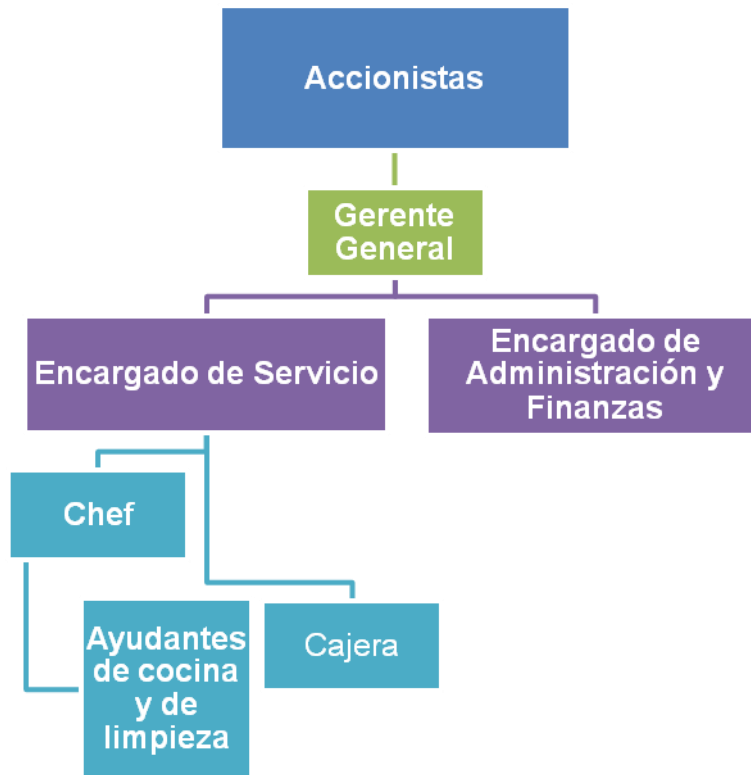 Accionistas
Gerente
General
Encargado de Servicio
Encargado de
Administración y
Finanzas
Chef
Ayudantes
de cocina
y de
limpieza
Cajera